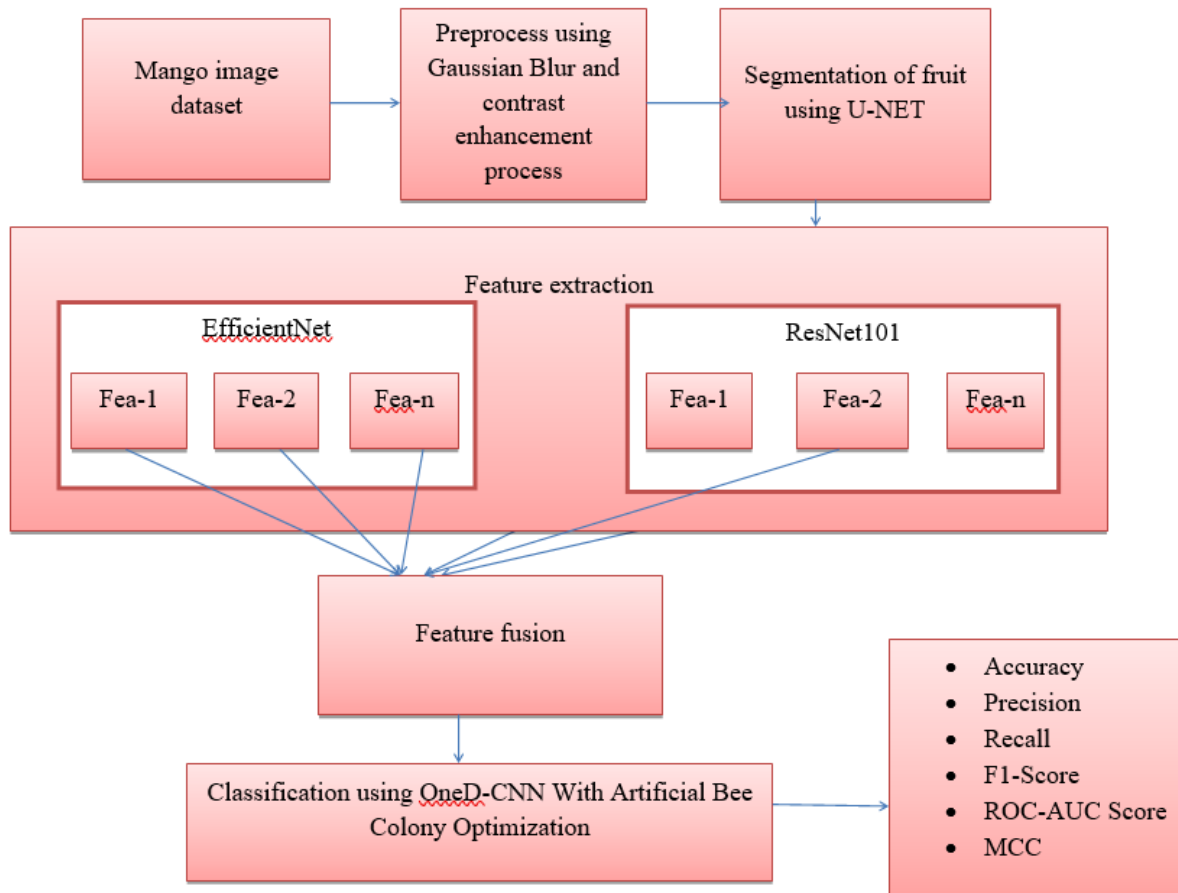 Mango image
dataset
Preprocess using
Gaussian Blur and
contrast
enhancement
process
Segmentation of fruit
using U-NET
Feature extraction
EfficientNet
Fea-1
Fea-2
Fea-n
ResNet101
Fea-1
Fea-2
Fea-n
Feature fusion
Classification using OneD-CNN With Artificial Bee
Colony Optimization
• Accuracy
• Precision
• Recall
• F1-Score
• ROC-AUC Score
• MCC